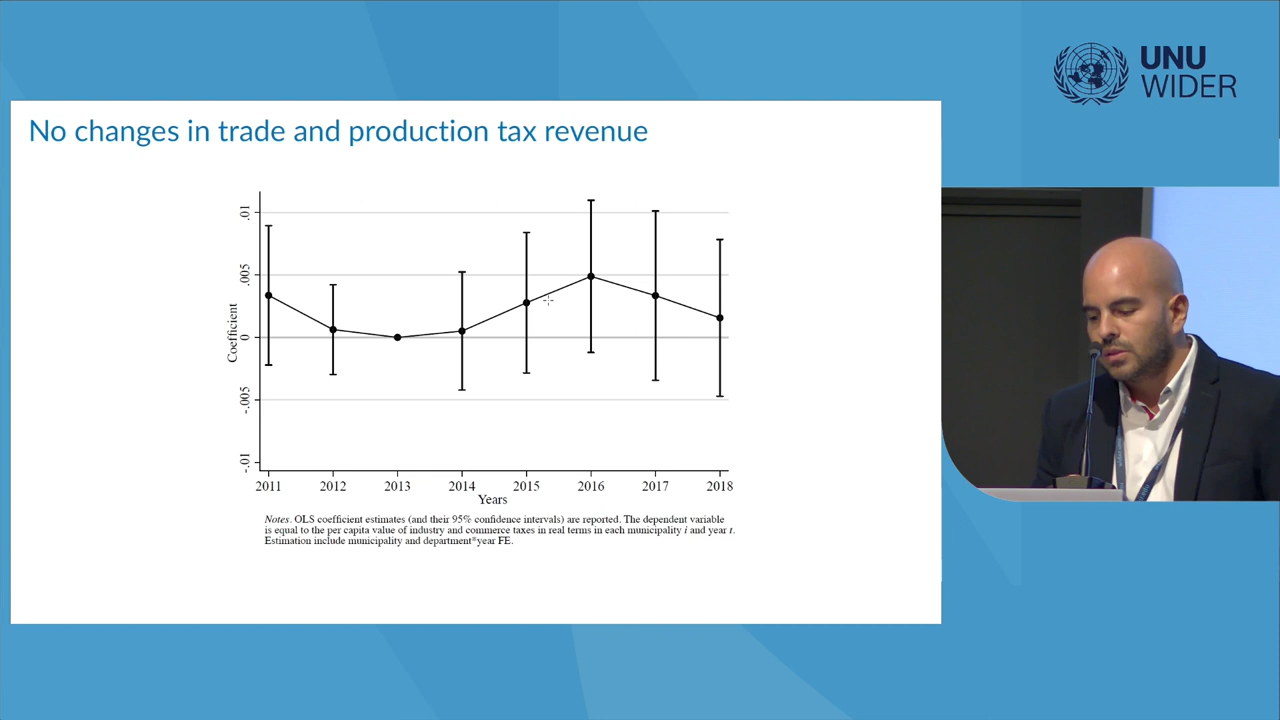 UNU
WIDER
No changes in trade and production tax revenue
.01
.005
0
-.005
-.01
Coefficient
2011 2012 2013 2014 2015 2016 2017 2018
Years
Notes. OLS coefficient estimates (and their 95% confidence intervals) are reported. The dependent variable
is equal to the per capita value of industry and commerce taxes in real terms in each municipality i and year t.
Estimation include municipality and department*year FE.